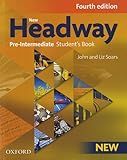 Fourth edition
New
Headway
Pre-Intermediate Student's Book
John and Liz Soars
OXFORD
NEW